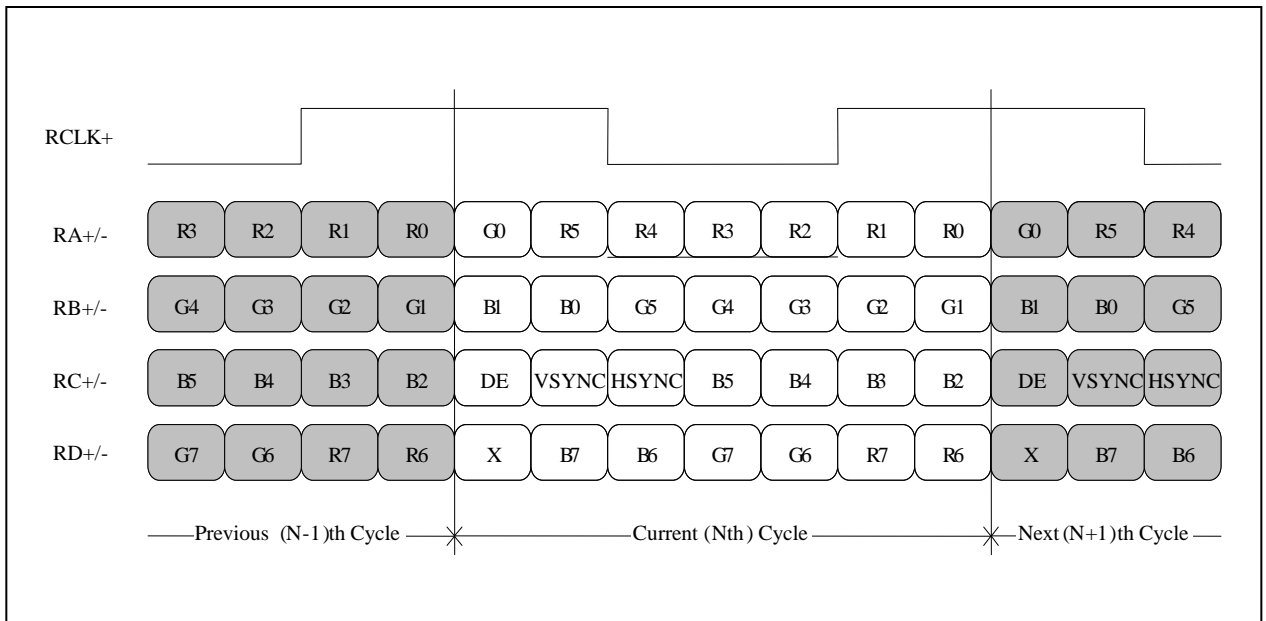 RCLK+
RA+/- R3 R2 R1 R0 G0 R5 R4 R3 R2 R1 R0 G0 R5 R4
RB+/- G4 G3 G2 G1 B1 B0 G5 G4 G3 G2 G1 B1 B0 G5
RC+/- B5 B4 B3 B2 DE VSYNC HSYNC B5 B4 B3 B2 DE VSYNC HSYNC
RD+/- G7 G6 R7 R6 X B7 B6 G7 G6 R7 R6 X B7 B6
Previous (N-1)th Cycle Current (Nth) Cycle Next (N+1)th Cycle